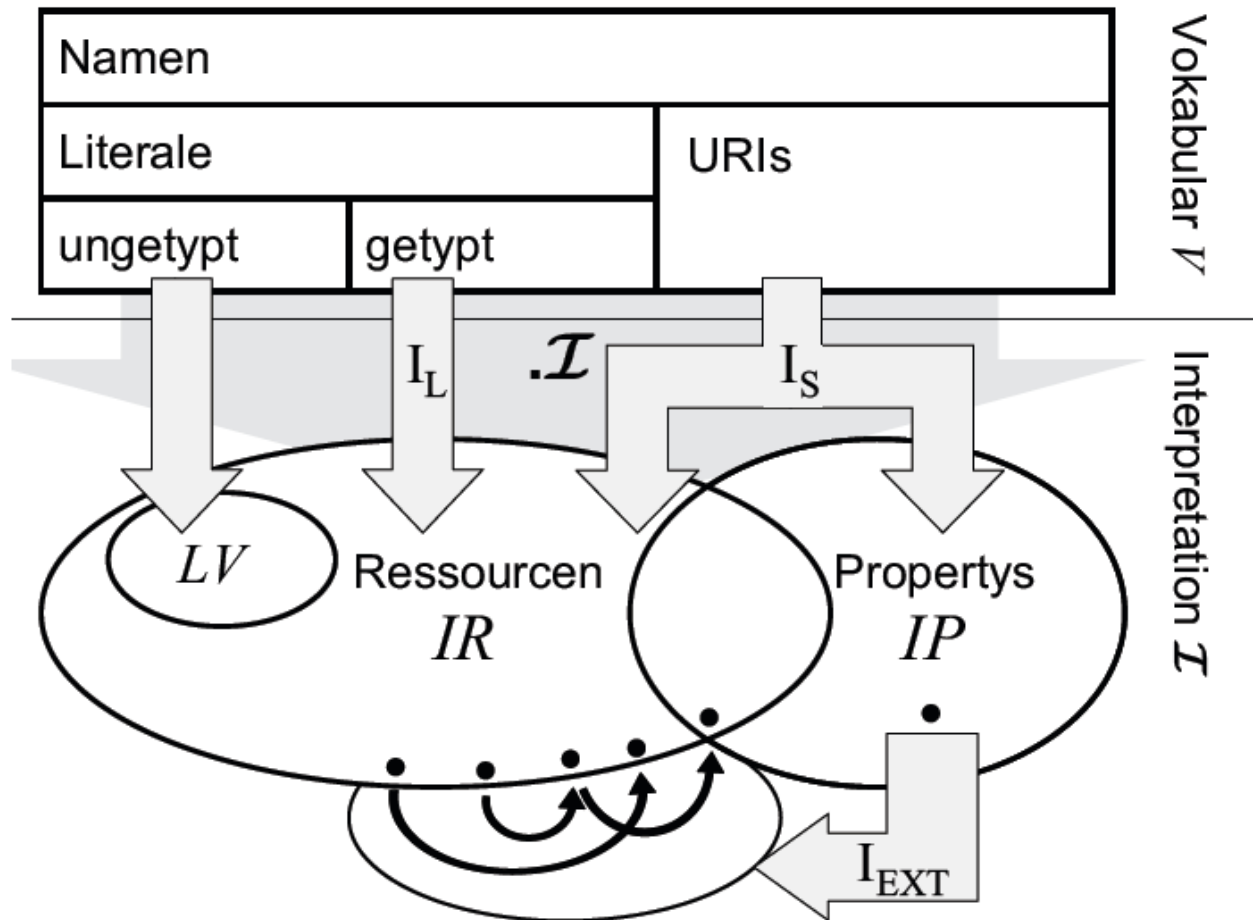 Namen
Literale
URIs
ungetypt
getypt
Vokabular V
I_L
.𝓘
I_S
Interpretation 𝓘
LV
Ressourcen
IR
Propertys
IP
I_EXT